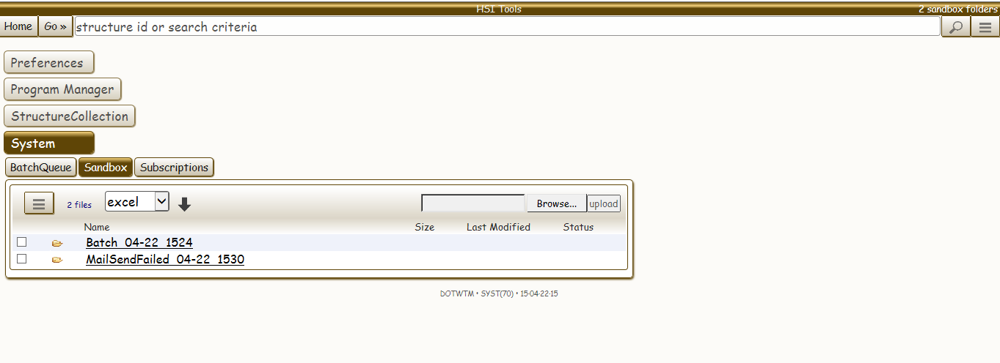 HSI Tools 2 sandbox folders
Home Go » structure id or search criteria
Preferences
Program Manager
StructureCollection
System
BatchQueue Sandbox Subscriptions
2 files excel Browse... upload
Name Size Last Modified Status
Batch_04-22_1524
MailSendFailed_04-22_1530
DOTWTM • SYST(70) • 15-04-22-15